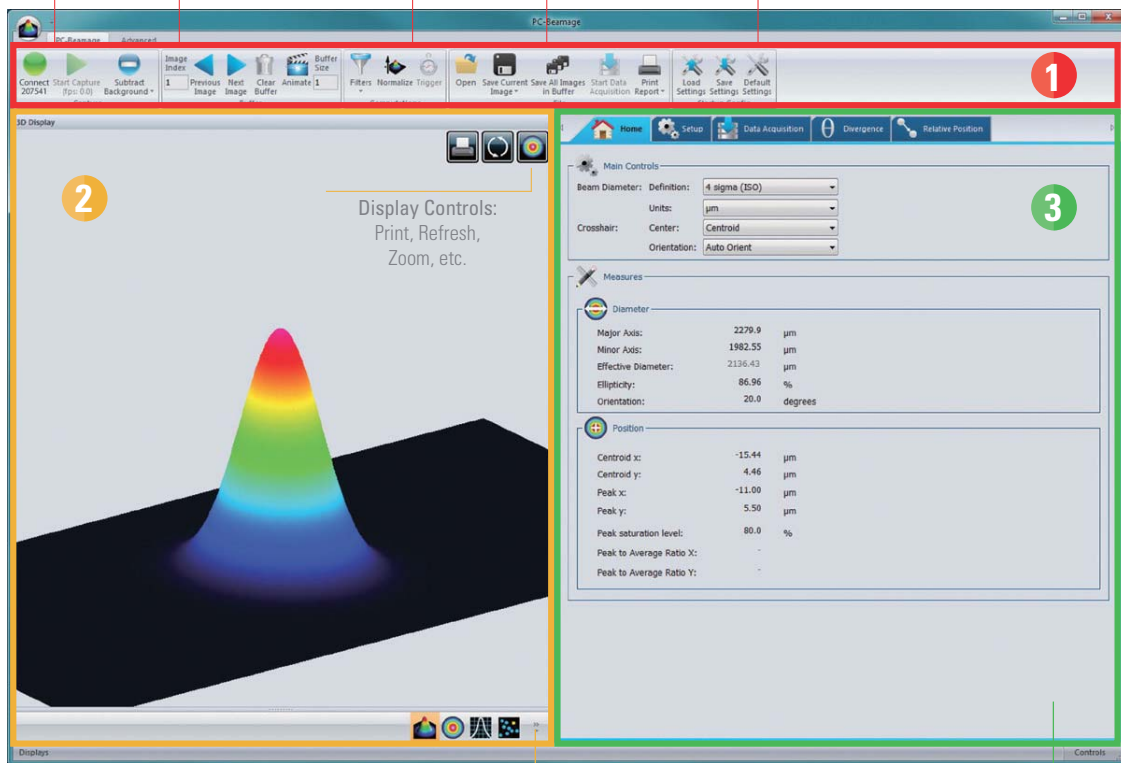 PC-Beamage
PC-Beamage Advanced
Connect 207541
Start Capture (fps: 0.0)
Subtract Background
Image Index
1
Previous Image
Next Image
Clear Buffer
Animate
Buffer Size
1
Filters
Normalize
Trigger
Open
Save Current Image
Save All Images in Buffer
Start Data Acquisition
Print Report
Load Settings
Save Settings
Default Settings
1
3D Display
2
Display Controls:
Print, Refresh,
Zoom, etc.
Home Setup Data Acquisition θ Divergence Relative Position
3
Main Controls
Beam Diameter: Definition: 4 sigma (ISO)
Units: µm
Crosshair: Center: Centroid
Orientation: Auto Orient
Measures
Diameter
Major Axis: 2279.9 µm
Minor Axis: 1982.55 µm
Effective Diameter: 2136.43 µm
Ellipticity: 86.96 %
Orientation: 20.0 degrees
Position
Centroid x: -15.44 µm
Centroid y: 4.46 µm
Peak x: -11.00 µm
Peak y: 5.50 µm
Peak saturation level: 80.0 %
Peak to Average Ratio X: -
Peak to Average Ratio Y: -
Displays
Controls